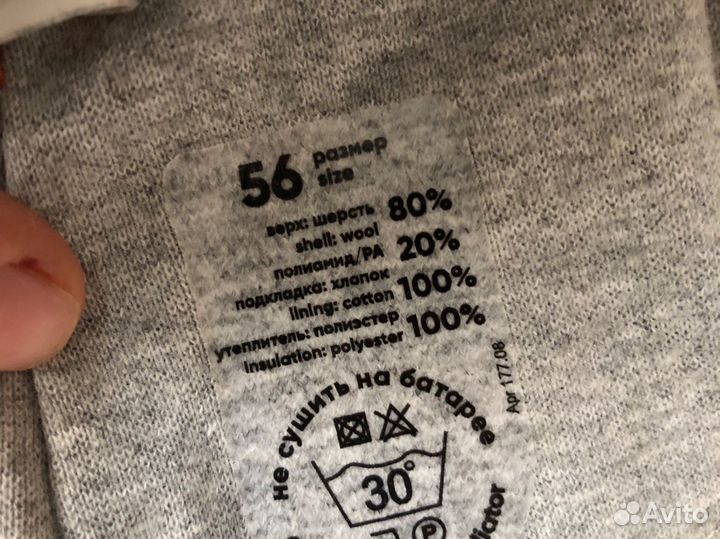 56 размер
size
верх: шерсть 80%
shell: wool
полиамид/PA 20%
подкладка: хлопок 100%
lining: cotton
утеплитель: полиэстер 100%
insulation: polyester
Арт 177.08
не сушить на батарее
30°
P
Avito